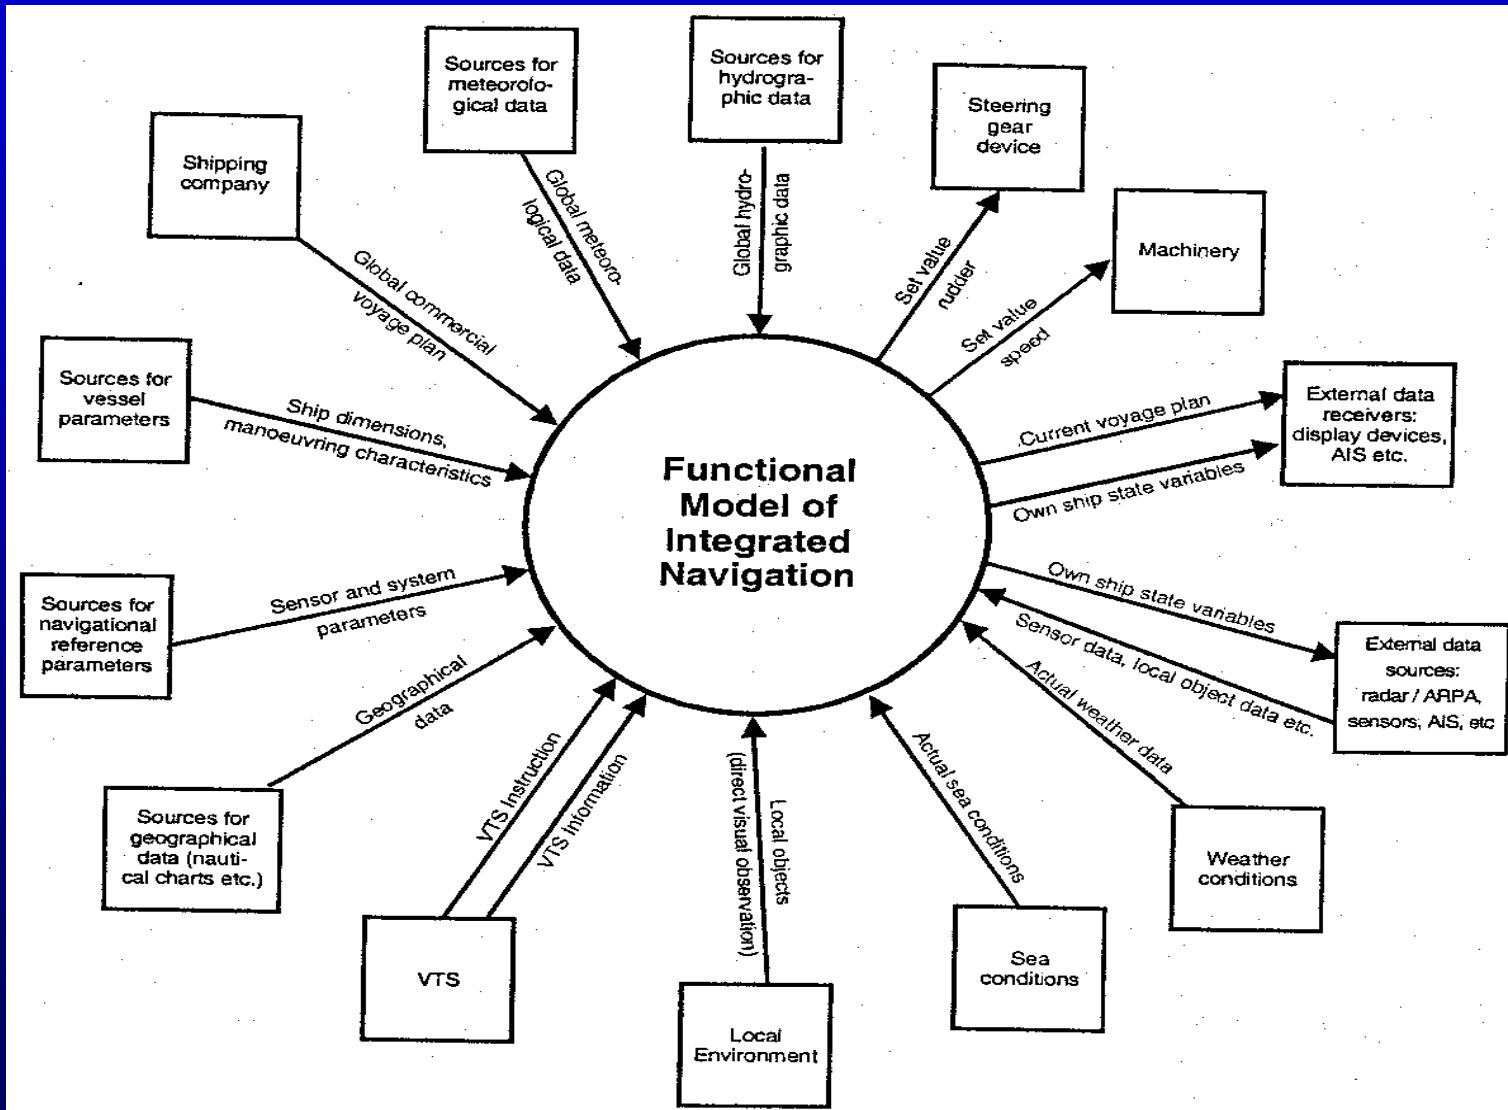 Sources for
meteorolo-
gical data
Sources for
hydrogra-
phic data
Steering
gear
device
Shipping
company
Machinery
Global meteoro-
logical data
Global hydro-
graphic data
Set value
rudder
Set value
speed
Global commercial
voyage plan
Sources for
vessel
parameters
Ship dimensions,
manoeuvring characteristics
Current voyage plan
Own ship state variables
External data
receivers:
display devices,
AIS etc.
Functional
Model of
Integrated
Navigation
Sources for
navigational
reference
parameters
Sensor and system
parameters
Own ship state variables
Sensor data, local object data etc.
External data
sources:
radar / ARPA,
sensors, AIS, etc
Geographical
data
Actual weather data
Sources for
geographical
data (nauti-
cal charts etc.)
VTS Instruction
VTS Information
Local objects
(direct visual observation)
Actual sea conditions
Weather
conditions
VTS
Local
Environment
Sea
conditions